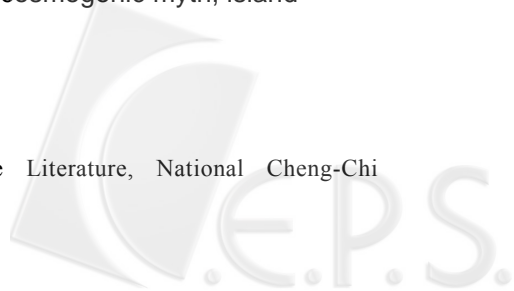 cosmogonic myth, island
e Literature, National Cheng-Chi
C.E.P.S.